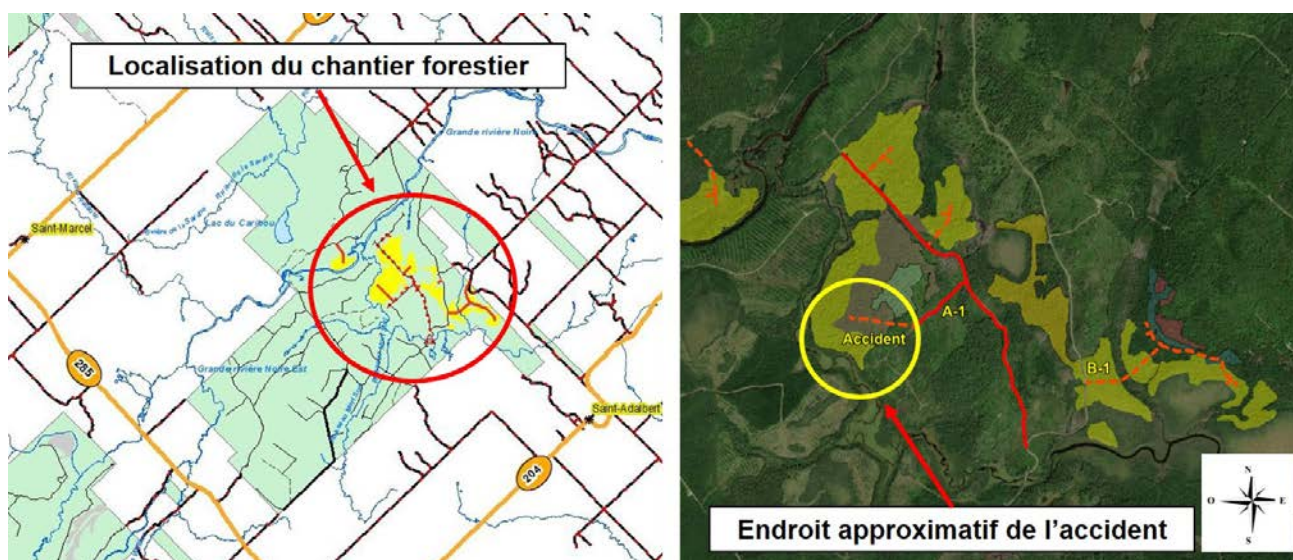 Localisation du chantier forestier
Grande rivière Noire
Lac du Caribou
Saint-Marcel
Grande rivière Noire Est
285
Saint-Adalbert
204
A-1
Accident
B-1
Endroit approximatif de l'accident
N
O
E
S